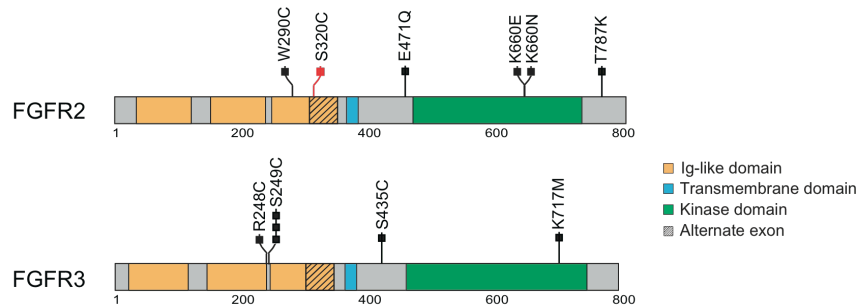 W290C
S320C
E471Q
K660E
K660N
T787K
FGFR2
1 200 400 600 800
R248C
S249C
S435C
K717M
FGFR3
1 200 400 600 800
Ig-like domain
Transmembrane domain
Kinase domain
Alternate exon